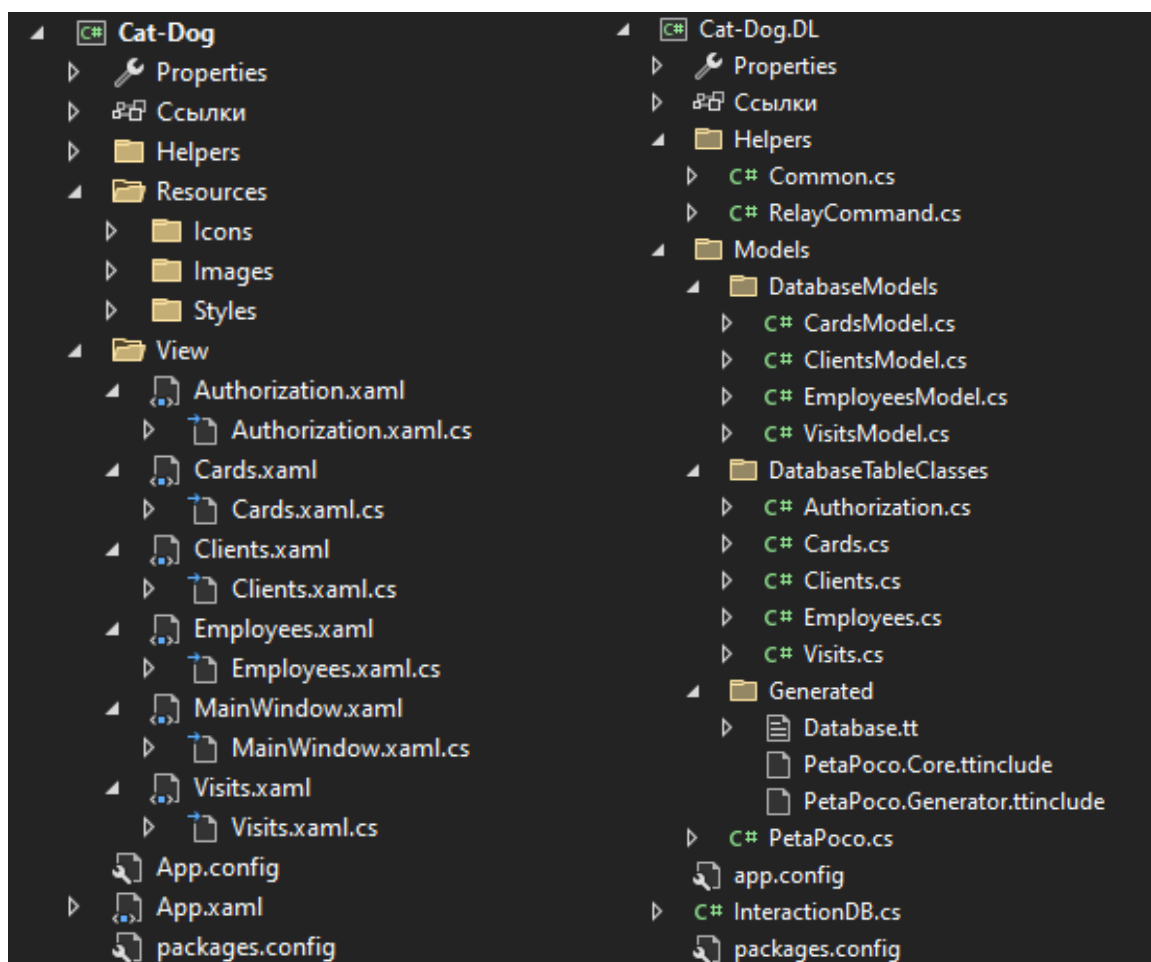 C# Cat-Dog
Properties
Ссылки
Helpers
Resources
Icons
Images
Styles
View
Authorization.xaml
Authorization.xaml.cs
Cards.xaml
Cards.xaml.cs
Clients.xaml
Clients.xaml.cs
Employees.xaml
Employees.xaml.cs
MainWindow.xaml
MainWindow.xaml.cs
Visits.xaml
Visits.xaml.cs
App.config
App.xaml
packages.config
C# Cat-Dog.DL
Properties
Ссылки
Helpers
C# Common.cs
C# RelayCommand.cs
Models
DatabaseModels
C# CardsModel.cs
C# ClientsModel.cs
C# EmployeesModel.cs
C# VisitsModel.cs
DatabaseTableClasses
C# Authorization.cs
C# Cards.cs
C# Clients.cs
C# Employees.cs
C# Visits.cs
Generated
Database.tt
PetaPoco.Core.ttinclude
PetaPoco.Generator.ttinclude
C# PetaPoco.cs
app.config
C# InteractionDB.cs
packages.config